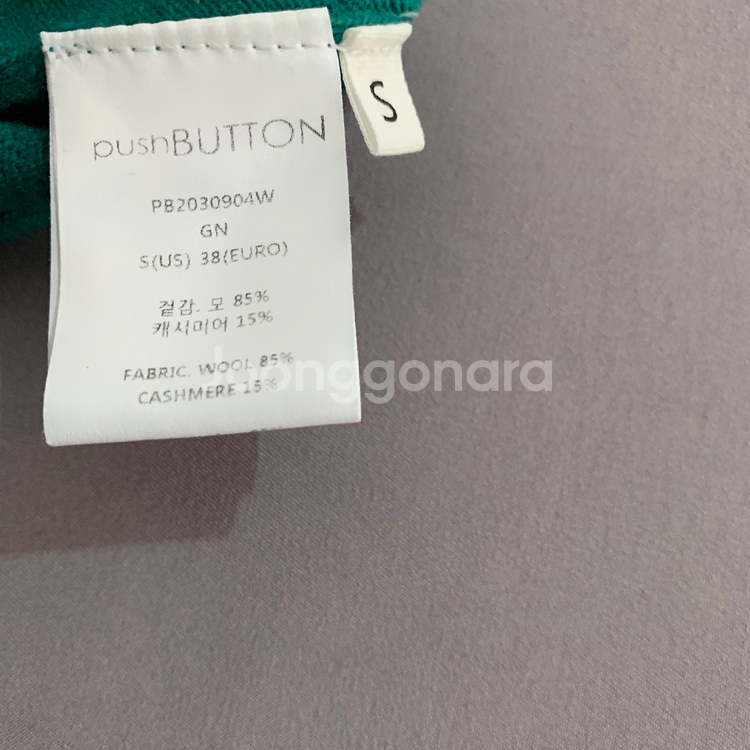 pushBUTTON
S
PB2030904W
GN
S(US) 38(EURO)
겉감. 모 85%
캐시미어 15%
FABRIC. WOOL 85%
CASHMERE 15%
Joonggonara